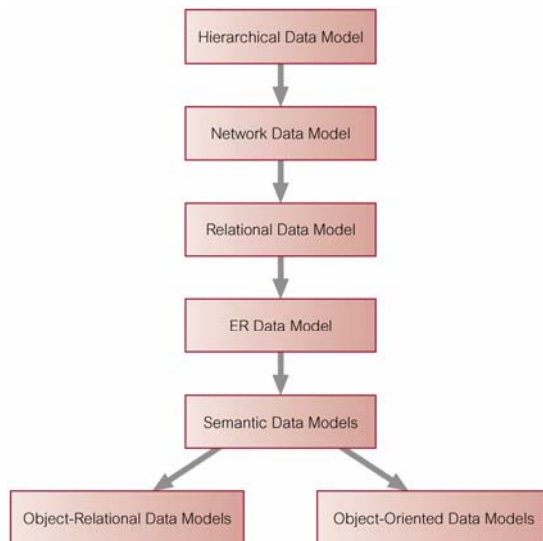 Hierarchical Data Model
Network Data Model
Relational Data Model
ER Data Model
Semantic Data Models
Object-Relational Data Models
Object-Oriented Data Models